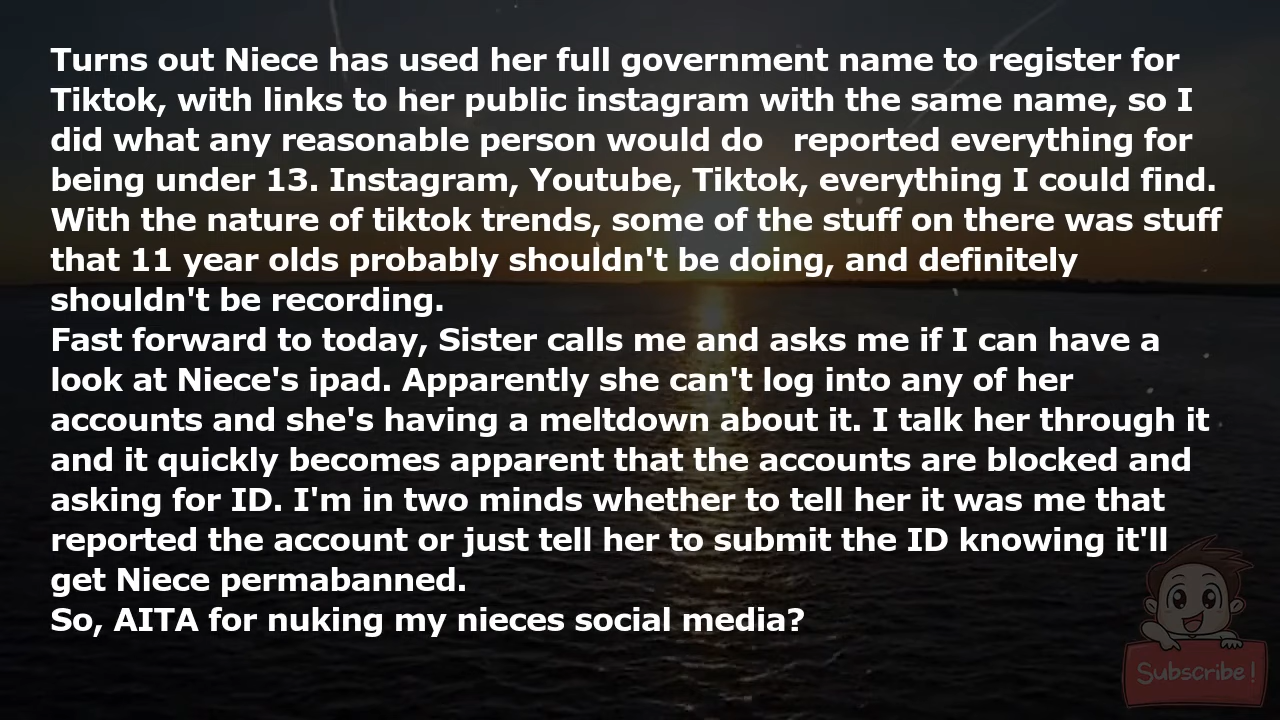 Turns out Niece has used her full government name to register for
Tiktok, with links to her public instagram with the same name, so I
did what any reasonable person would do   reported everything for
being under 13. Instagram, Youtube, Tiktok, everything I could find.
With the nature of tiktok trends, some of the stuff on there was stuff
that 11 year olds probably shouldn't be doing, and definitely
shouldn't be recording.
Fast forward to today, Sister calls me and asks me if I can have a
look at Niece's ipad. Apparently she can't log into any of her
accounts and she's having a meltdown about it. I talk her through it
and it quickly becomes apparent that the accounts are blocked and
asking for ID. I'm in two minds whether to tell her it was me that
reported the account or just tell her to submit the ID knowing it'll
get Niece permabanned.
So, AITA for nuking my nieces social media?
Subscribe!